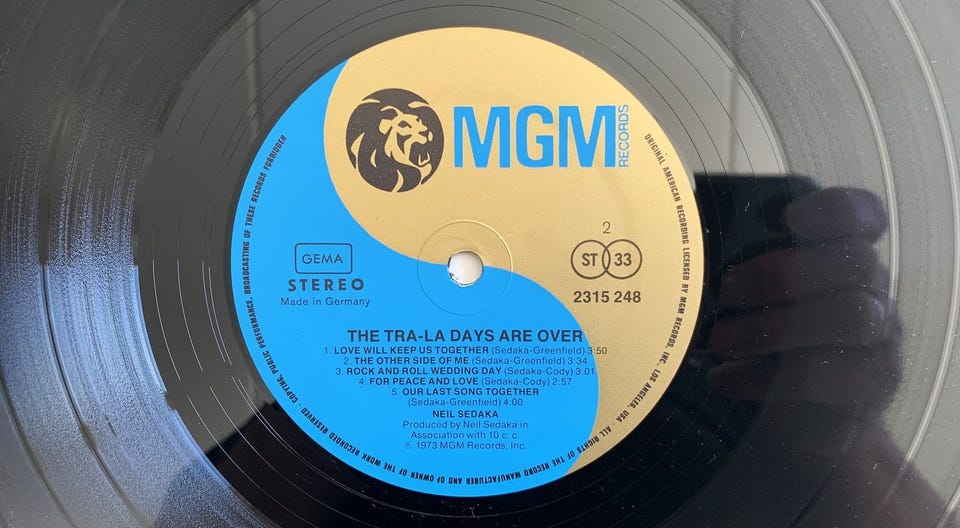 MGM
RECORDS
GEMA
STEREO
Made in Germany
2
ST 33
2315 248
THE TRA-LA DAYS ARE OVER
1. LOVE WILL KEEP US TOGETHER (Sedaka-Greenfield) 3:50
2. THE OTHER SIDE OF ME (Sedaka-Greenfield) 3:34
3. ROCK AND ROLL WEDDING DAY (Sedaka-Cody) 3:01
4. FOR PEACE AND LOVE (Sedaka-Cody) 2:57
5. OUR LAST SONG TOGETHER
(Sedaka-Greenfield) 4:00
NEIL SEDAKA
Produced by Neil Sedaka in
Association with 10 c. c.
℗ 1973 MGM Records, Inc.
ORIGINAL AMERICAN RECORDING LICENSED BY MGM RECORDS, INC. LOS ANGELES, USA · ALL RIGHTS OF THE RECORD MANUFACTURER AND OF OWNER OF THE WORK RECORDED RESERVED COPYING, PUBLIC PERFORMANCE, BROADCASTING OF THESE RECORDS FORBIDDEN